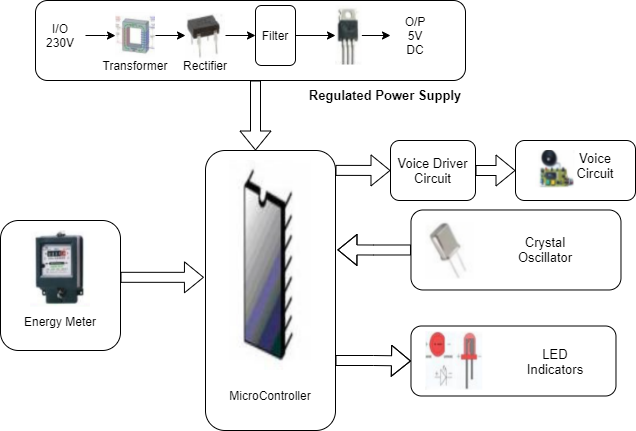 I/O
230V
Transformer
Rectifier
Filter
O/P
5V
DC
Regulated Power Supply
Voice Driver
Circuit
Voice
Circuit
Crystal
Oscillator
Energy Meter
MicroController
LED
Indicators